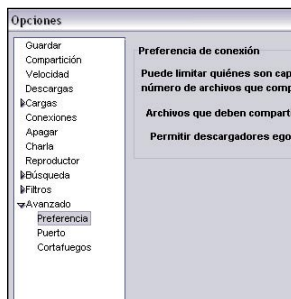 Opciones
Guardar
Compartición
Velocidad
Descargas
Cargas
Conexiones
Apagar
Charla
Reproductor
Búsqueda
Filtros
Avanzado
Preferencia
Puerto
Cortafuegos
Preferencia de conexión
Puede limitar quiénes son cap
número de archivos que comp
Archivos que deben comparti
Permitir descargadores ego